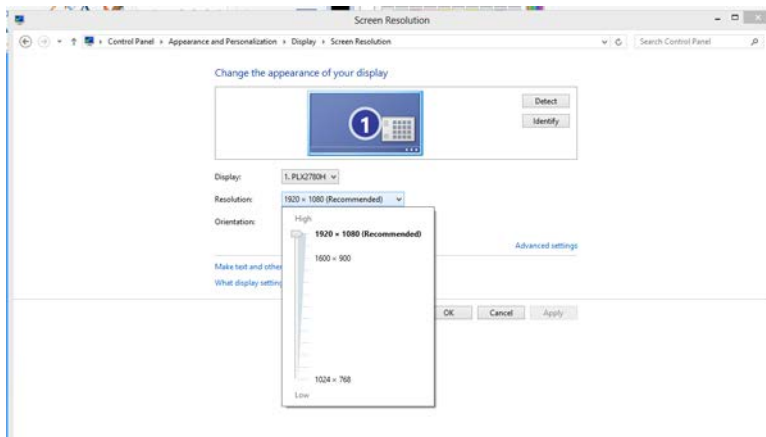 Screen Resolution
Control Panel › Appearance and Personalization › Display › Screen Resolution
Search Control Panel
Change the appearance of your display
1
Detect
Identify
Display:
1. PLX2780H
Resolution:
1920 × 1080 (Recommended)
Orientation:
High
1920 × 1080 (Recommended)
1600 × 900
1024 × 768
Low
Advanced settings
Make text and other
What display setting
OK
Cancel
Apply